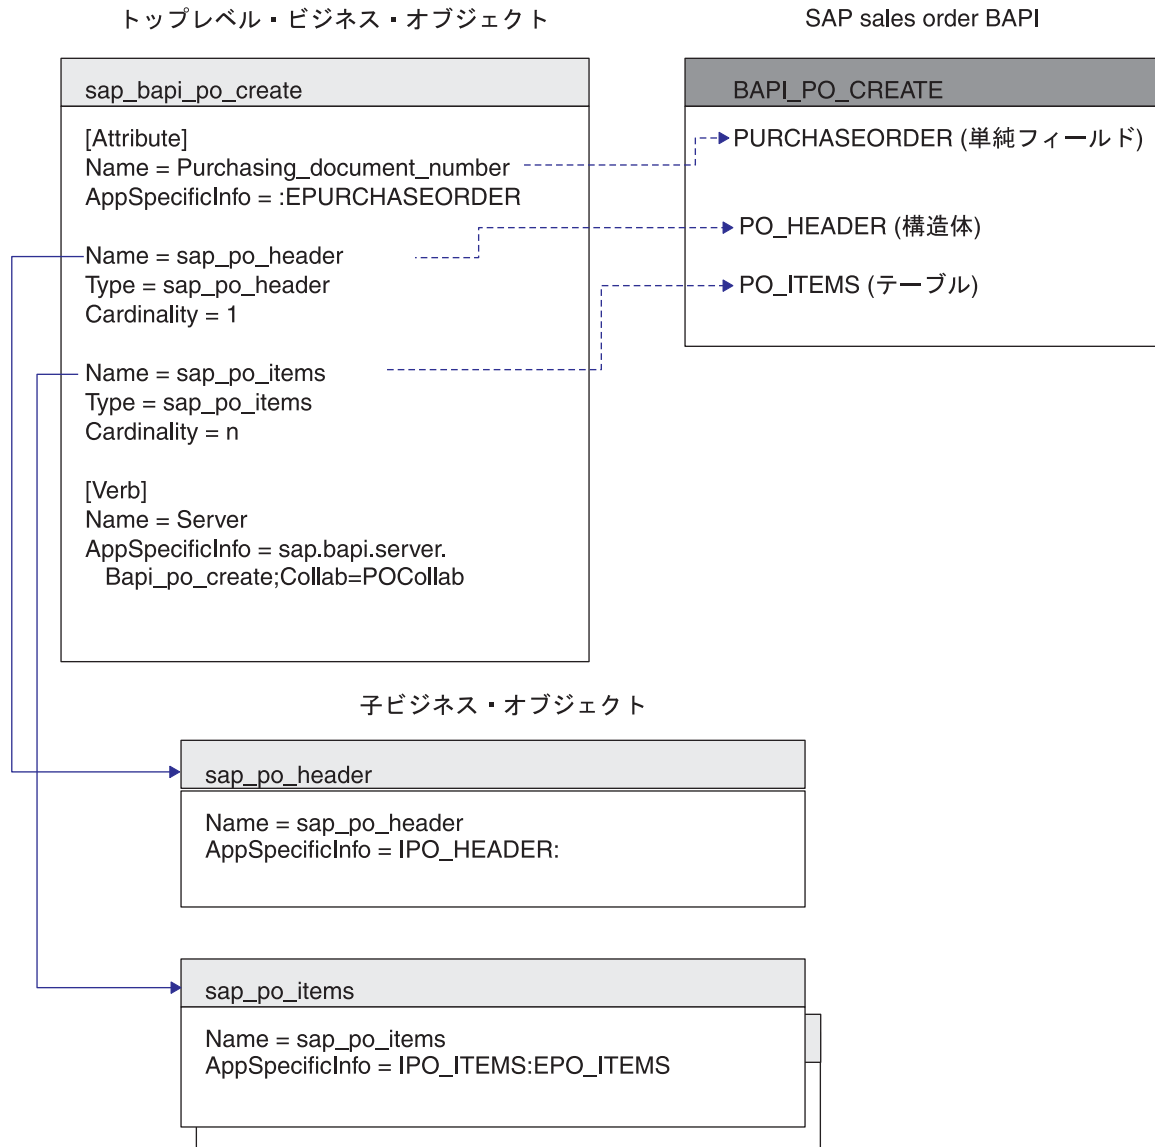 トップレベル・ビジネス・オブジェクト
SAP sales order BAPI
sap_bapi_po_create
[Attribute]
Name = Purchasing_document_number
AppSpecificInfo = :EPURCHASEORDER
Name = sap_po_header
Type = sap_po_header
Cardinality = 1
Name = sap_po_items
Type = sap_po_items
Cardinality = n
[Verb]
Name = Server
AppSpecificInfo = sap.bapi.server.
Bapi_po_create;Collab=POCollab
BAPI_PO_CREATE
PURCHASEORDER (単純フィールド)
PO_HEADER (構造体)
PO_ITEMS (テーブル)
子ビジネス・オブジェクト
sap_po_header
Name = sap_po_header
AppSpecificInfo = IPO_HEADER:
sap_po_items
Name = sap_po_items
AppSpecificInfo = IPO_ITEMS:EPO_ITEMS